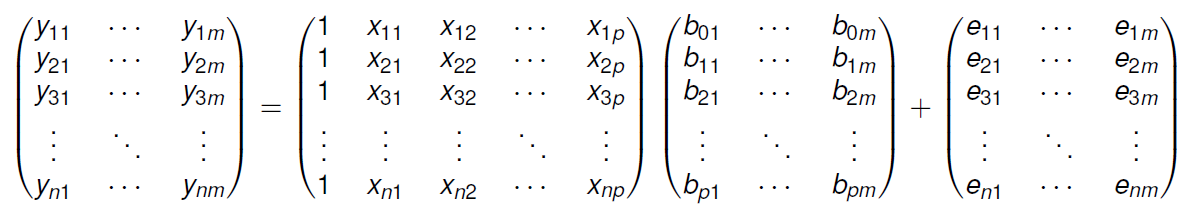 y11 ⋯ y1m 1 x11 x12 ⋯ x1p b01 ⋯ b0m e11 ⋯ e1m
y21 ⋯ y2m 1 x21 x22 ⋯ x2p b11 ⋯ b1m e21 ⋯ e2m
y31 ⋯ y3m = 1 x31 x32 ⋯ x3p b21 ⋯ b2m + e31 ⋯ e3m
⋮ ⋱ ⋮ ⋮ ⋮ ⋮ ⋱ ⋮ ⋮ ⋱ ⋮ ⋮ ⋱ ⋮
yn1 ⋯ ynm 1 xn1 xn2 ⋯ xnp bp1 ⋯ bpm en1 ⋯ enm